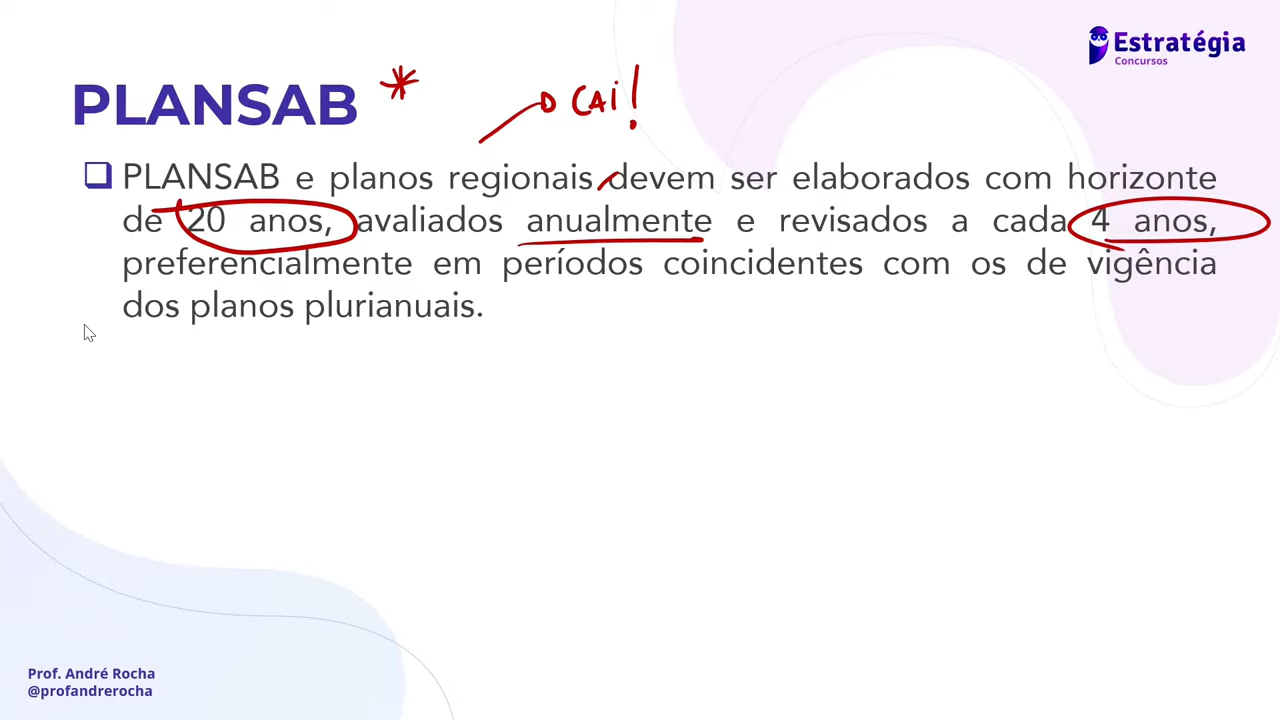 Estratégia
Concursos
PLANSAB *
CAI!
PLANSAB e planos regionais devem ser elaborados com horizonte
de 20 anos, avaliados anualmente e revisados a cada 4 anos,
preferencialmente em períodos coincidentes com os de vigência
dos planos plurianuais.
Prof. André Rocha
@profandrerocha